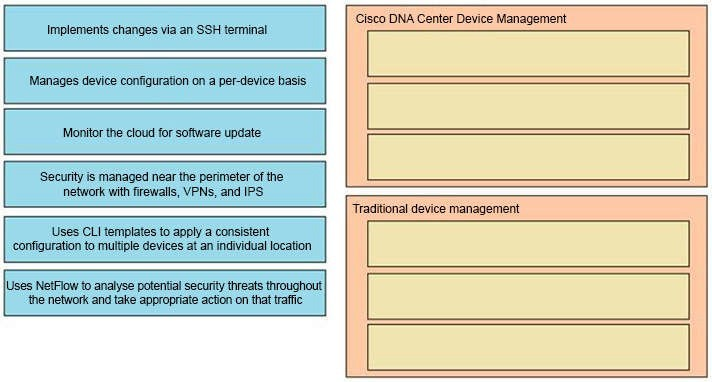 Implements changes via an SSH terminal
Manages device configuration on a per-device basis
Monitor the cloud for software update
Security is managed near the perimeter of the
network with firewalls, VPNs, and IPS
Uses CLI templates to apply a consistent
configuration to multiple devices at an individual location
Uses NetFlow to analyse potential security threats throughout
the network and take appropriate action on that traffic
Cisco DNA Center Device Management
Traditional device management